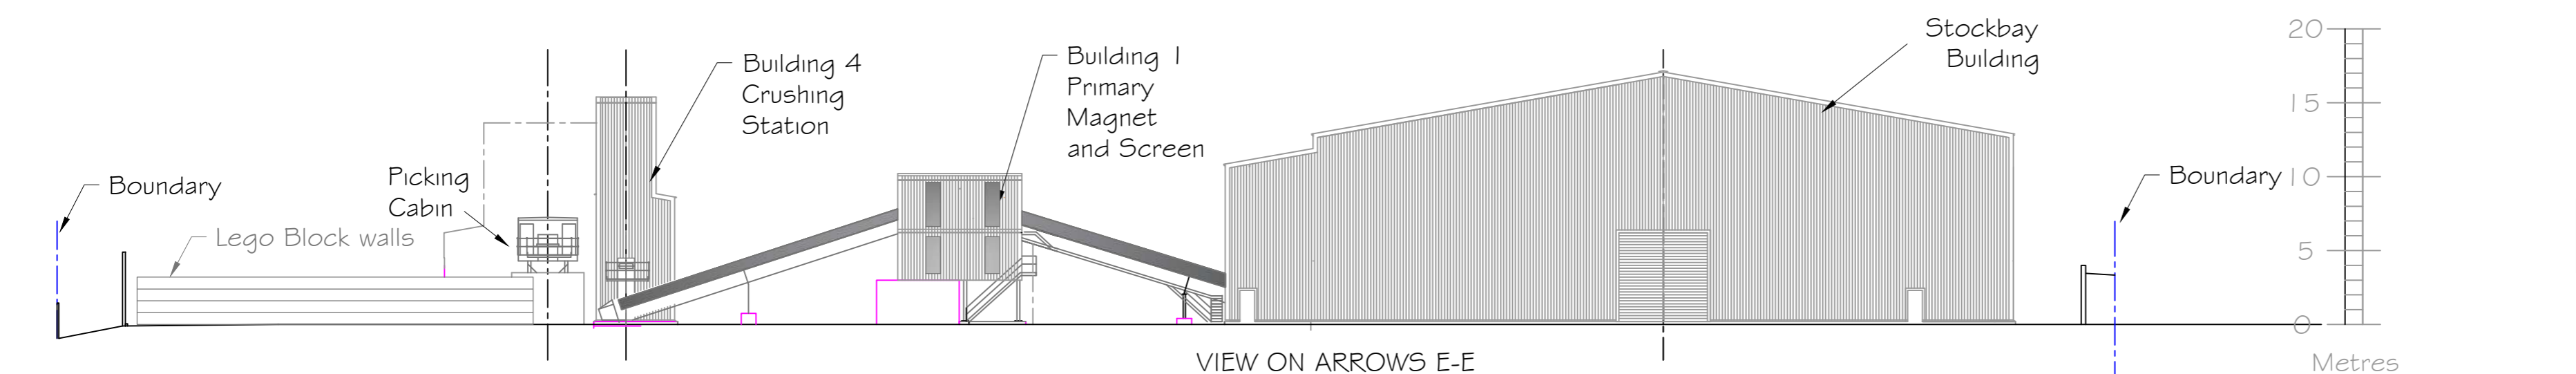 Boundary
Lego Block walls
Picking
Cabin
Building 4
Crushing
Station
Building 1
Primary
Magnet
and Screen
Stockbay
Building
Boundary
20
15
10
5
0
Metres
VIEW ON ARROWS E-E